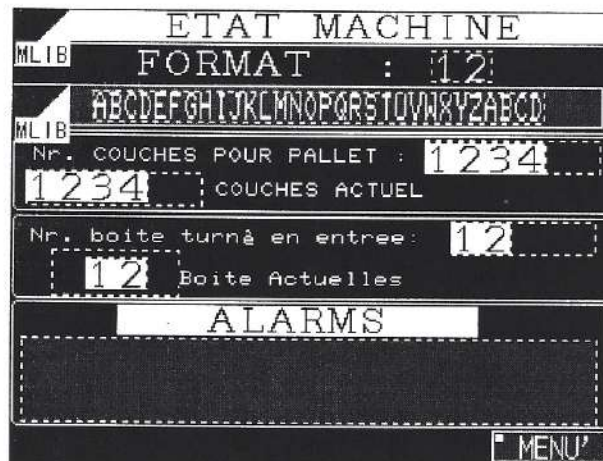 ETAT MACHINE
MLIB
FORMAT : 12
ABCDEFGHIJKLMNOPQRSTUVWXYZABCD
MLIB
Nr. COUCHES POUR PALLET : 1234
1234 COUCHES ACTUEL
Nr. boite turnà en entree: 12
12 Boite Actuelles
ALARMS
MENU'